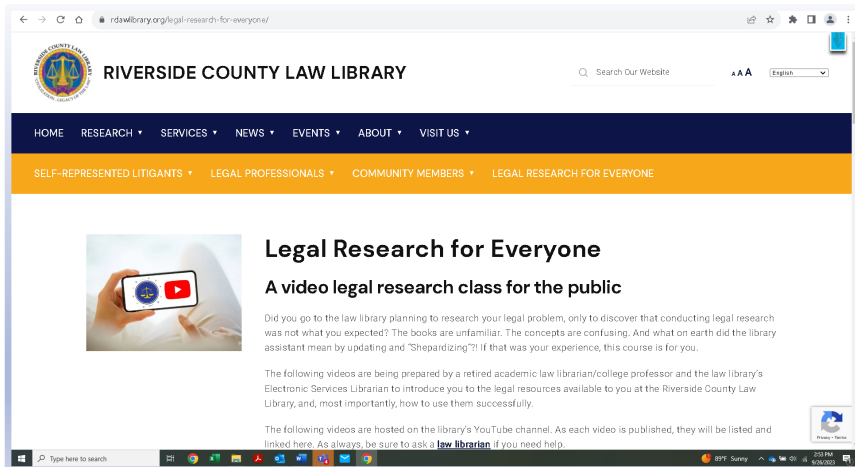 rdawlibrary.org/legal-research-for-everyone/
RIVERSIDE COUNTY LAW LIBRARY
RIVERSIDE COUNTY LAW LIBRARY
Search Our Website
A A A
English
HOME RESEARCH SERVICES NEWS EVENTS ABOUT VISIT US
SELF-REPRESENTED LITIGANTS LEGAL PROFESSIONALS COMMUNITY MEMBERS LEGAL RESEARCH FOR EVERYONE
Legal Research for Everyone
A video legal research class for the public
Did you go to the law library planning to research your legal problem, only to discover that conducting legal research
was not what you expected? The books are unfamiliar. The concepts are confusing. And what on earth did the library
assistant mean by updating and “Shepardizing”?! If that was your experience, this course is for you.
The following videos are being prepared by a retired academic law librarian/college professor and the law library's
Electronic Services Librarian to introduce you to the legal resources available to you at the Riverside County Law
Library, and, most importantly, how to use them successfully.
The following videos are hosted on the library's YouTube channel. As each video is published, they will be listed and
linked here. As always, be sure to ask a law librarian if you need help.
Privacy - Terms
Type here to search
89°F Sunny
2:53 PM
9/26/2023